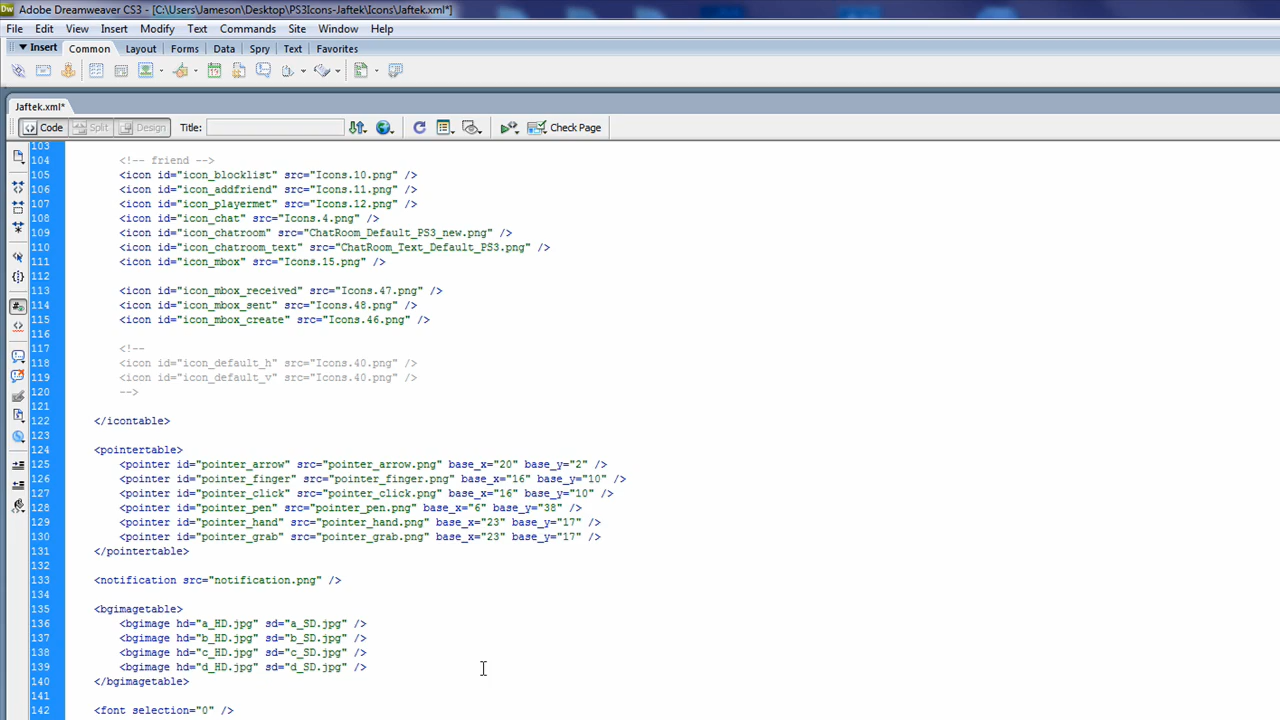 Adobe Dreamweaver CS3 - [C:\Users\Jameson\Desktop\PS3Icons-Jaftek\Icons\Jaftek.xml*]
File Edit View Insert Modify Text Commands Site Window Help
Insert Common Layout Forms Data Spry Text Favorites
Jaftek.xml*
Code Split Design Title: Check Page
103
104 <!-- friend -->
105 <icon id="icon_blocklist" src="Icons.10.png" />
106 <icon id="icon_addfriend" src="Icons.11.png" />
107 <icon id="icon_playermet" src="Icons.12.png" />
108 <icon id="icon_chat" src="Icons.4.png" />
109 <icon id="icon_chatroom" src="ChatRoom_Default_PS3_new.png" />
110 <icon id="icon_chatroom_text" src="ChatRoom_Text_Default_PS3.png" />
111 <icon id="icon_mbox" src="Icons.15.png" />
112
113 <icon id="icon_mbox_received" src="Icons.47.png" />
114 <icon id="icon_mbox_sent" src="Icons.48.png" />
115 <icon id="icon_mbox_create" src="Icons.46.png" />
116
117 <!--
118 <icon id="icon_default_h" src="Icons.40.png" />
119 <icon id="icon_default_v" src="Icons.40.png" />
120 -->
121
122 </icontable>
123
124 <pointertable>
125 <pointer id="pointer_arrow" src="pointer_arrow.png" base_x="20" base_y="2" />
126 <pointer id="pointer_finger" src="pointer_finger.png" base_x="16" base_y="10" />
127 <pointer id="pointer_click" src="pointer_click.png" base_x="16" base_y="10" />
128 <pointer id="pointer_pen" src="pointer_pen.png" base_x="6" base_y="38" />
129 <pointer id="pointer_hand" src="pointer_hand.png" base_x="23" base_y="17" />
130 <pointer id="pointer_grab" src="pointer_grab.png" base_x="23" base_y="17" />
131 </pointertable>
132
133 <notification src="notification.png" />
134
135 <bgimagetable>
136 <bgimage hd="a_HD.jpg" sd="a_SD.jpg" />
137 <bgimage hd="b_HD.jpg" sd="b_SD.jpg" />
138 <bgimage hd="c_HD.jpg" sd="c_SD.jpg" />
139 <bgimage hd="d_HD.jpg" sd="d_SD.jpg" />
140 </bgimagetable>
141
142 <font selection="0" />